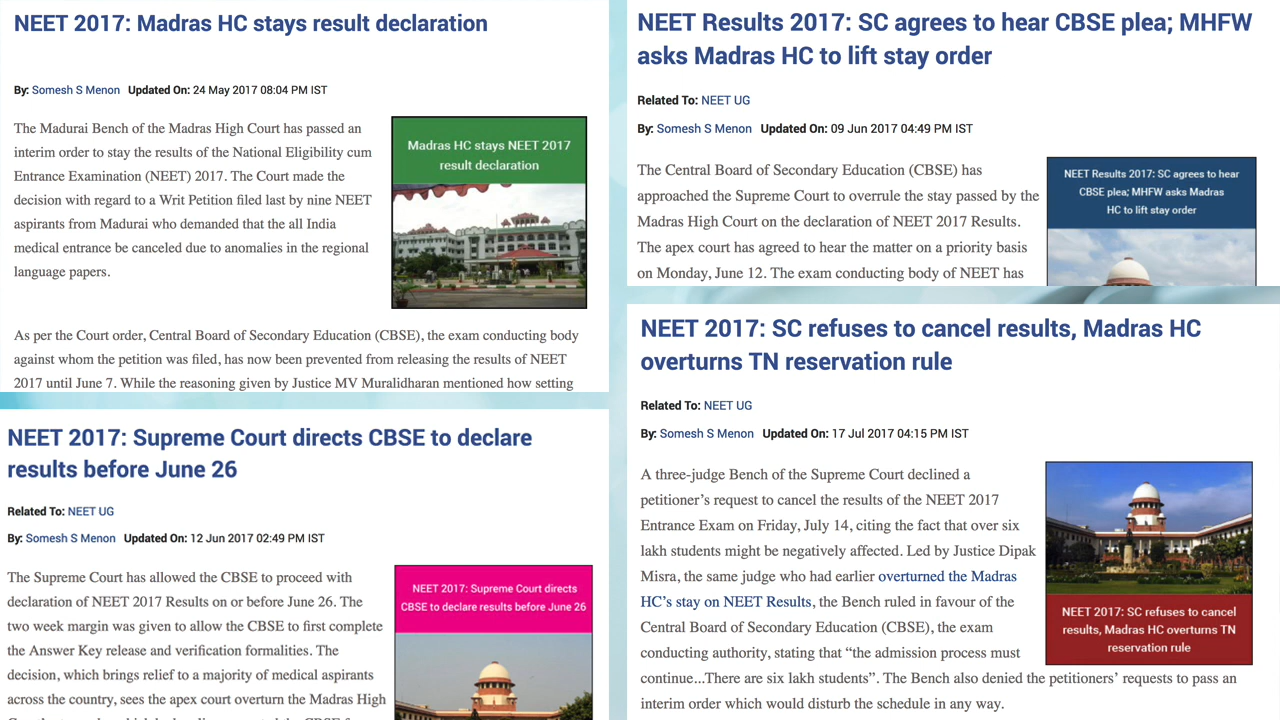 NEET 2017: Madras HC stays result declaration
By: Somesh S Menon Updated On: 24 May 2017 08:04 PM IST
The Madurai Bench of the Madras High Court has passed an
interim order to stay the results of the National Eligibility cum
Entrance Examination (NEET) 2017. The Court made the
decision with regard to a Writ Petition filed last by nine NEET
aspirants from Madurai who demanded that the all India
medical entrance be canceled due to anomalies in the regional
language papers.
Madras HC stays NEET 2017
result declaration
As per the Court order, Central Board of Secondary Education (CBSE), the exam conducting body
against whom the petition was filed, has now been prevented from releasing the results of NEET
2017 until June 7. While the reasoning given by Justice MV Muralidharan mentioned how setting
NEET Results 2017: SC agrees to hear CBSE plea; MHFW
asks Madras HC to lift stay order
Related To: NEET UG
By: Somesh S Menon Updated On: 09 Jun 2017 04:49 PM IST
The Central Board of Secondary Education (CBSE) has
approached the Supreme Court to overrule the stay passed by the
Madras High Court on the declaration of NEET 2017 Results.
The apex court has agreed to hear the matter on a priority basis
on Monday, June 12. The exam conducting body of NEET has
NEET Results 2017: SC agrees to hear
CBSE plea; MHFW asks Madras
HC to lift stay order
NEET 2017: Supreme Court directs CBSE to declare
results before June 26
Related To: NEET UG
By: Somesh S Menon Updated On: 12 Jun 2017 02:49 PM IST
The Supreme Court has allowed the CBSE to proceed with
declaration of NEET 2017 Results on or before June 26. The
two week margin was given to allow the CBSE to first complete
the Answer Key release and verification formalities. The
decision, which brings relief to a majority of medical aspirants
across the country, sees the apex court overturn the Madras High
NEET 2017: Supreme Court directs
CBSE to declare results before June 26
NEET 2017: SC refuses to cancel results, Madras HC
overturns TN reservation rule
Related To: NEET UG
By: Somesh S Menon Updated On: 17 Jul 2017 04:15 PM IST
A three-judge Bench of the Supreme Court declined a
petitioner’s request to cancel the results of the NEET 2017
Entrance Exam on Friday, July 14, citing the fact that over six
lakh students might be negatively affected. Led by Justice Dipak
Misra, the same judge who had earlier overturned the Madras
HC’s stay on NEET Results, the Bench ruled in favour of the
Central Board of Secondary Education (CBSE), the exam
conducting authority, stating that “the admission process must
continue...There are six lakh students”. The Bench also denied the petitioners’ requests to pass an
interim order which would disturb the schedule in any way.
NEET 2017: SC refuses to cancel
results, Madras HC overturns TN
reservation rule